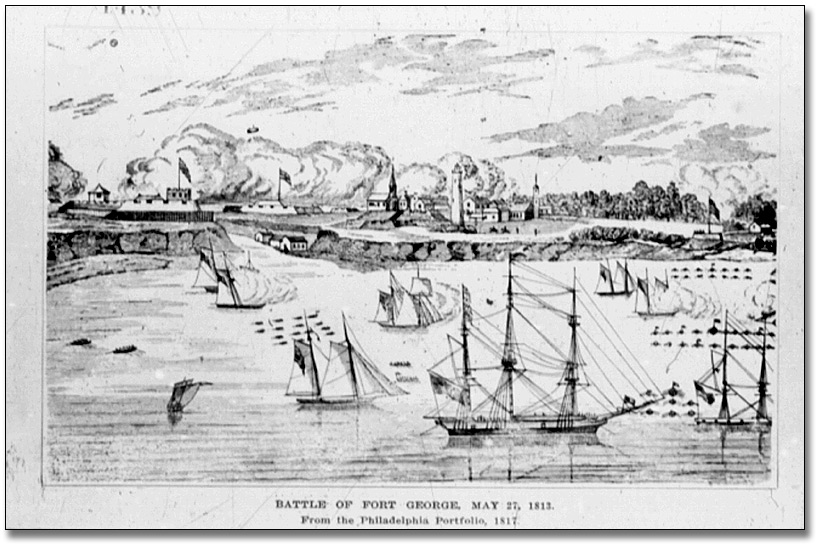 BATTLE OF FORT GEORGE, MAY 27, 1813.
From the Philadelphia Portfolio, 1817.